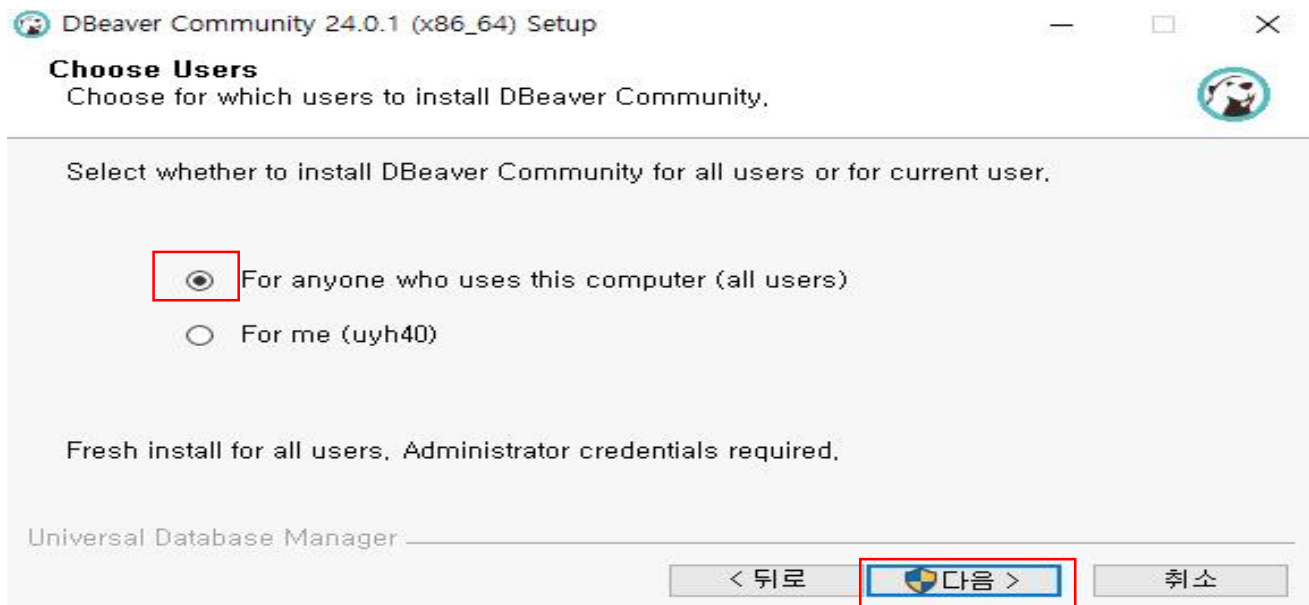 DBeaver Community 24.0.1 (x86_64) Setup
Choose Users
Choose for which users to install DBeaver Community,
Select whether to install DBeaver Community for all users or for current user,
For anyone who uses this computer (all users)
For me (uyh40)
Fresh install for all users, Administrator credentials required,
Universal Database Manager
< 뒤로 다음 > 취소